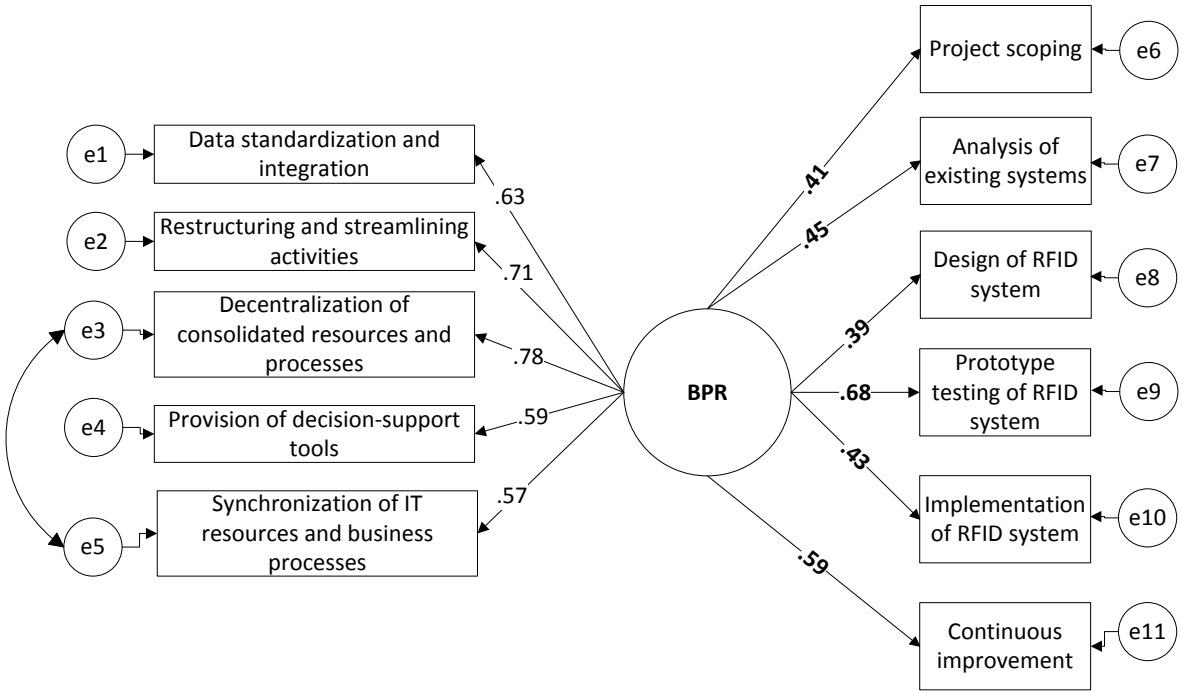 e1
Data standardization and
integration
.63
e2
Restructuring and streamlining
activities
.71
e3
Decentralization of
consolidated resources and
processes
.78
e4
Provision of decision-support
tools
.59
e5
Synchronization of IT
resources and business
processes
.57
BPR
.41
Project scoping
e6
.45
Analysis of
existing systems
e7
.39
Design of RFID
system
e8
.68
Prototype
testing of RFID
system
e9
.43
Implementation
of RFID system
e10
.59
Continuous
improvement
e11